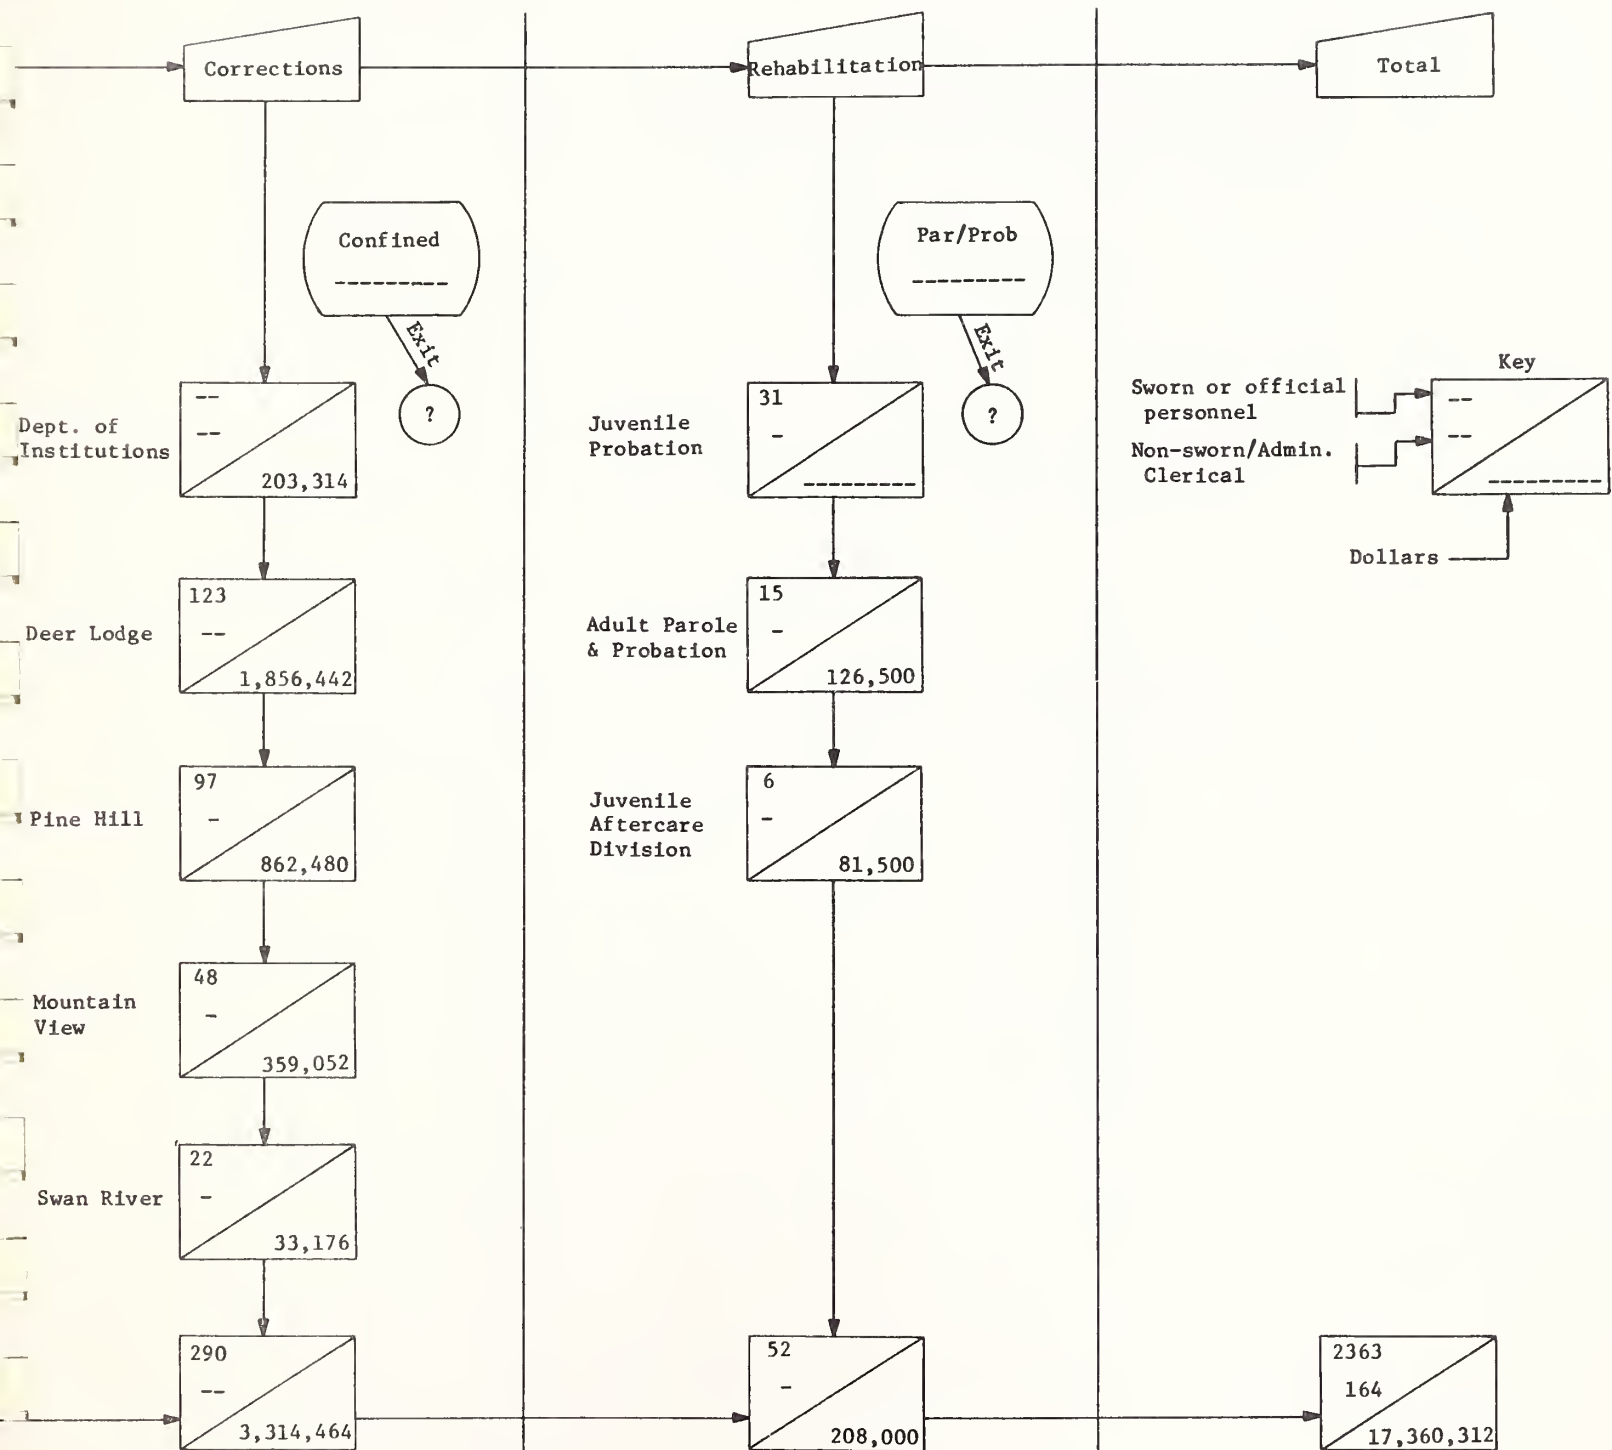 Corrections
Rehabilitation
Total
Confined
---------
Exit
?
Par/Prob
---------
Exit
?
Key
Sworn or official
personnel
Non-sworn/Admin.
Clerical
--
--
---------
Dollars
Dept. of
Institutions
--
--
203,314
Juvenile
Probation
31
-
---------
Deer Lodge
123
--
1,856,442
Adult Parole
& Probation
15
-
126,500
Pine Hill
97
-
862,480
Juvenile
Aftercare
Division
6
-
81,500
Mountain
View
48
-
359,052
Swan River
22
-
33,176
290
--
3,314,464
52
-
208,000
2363
164
17,360,312